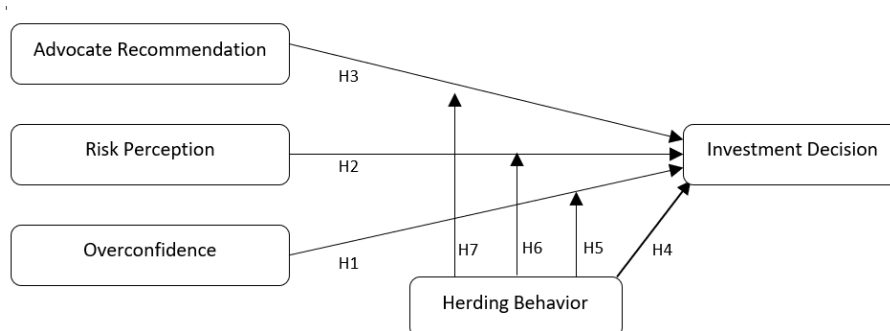 Advocate Recommendation
H3
Risk Perception
Investment Decision
H2
Overconfidence
H1
H7
H6
H5
H4
Herding Behavior